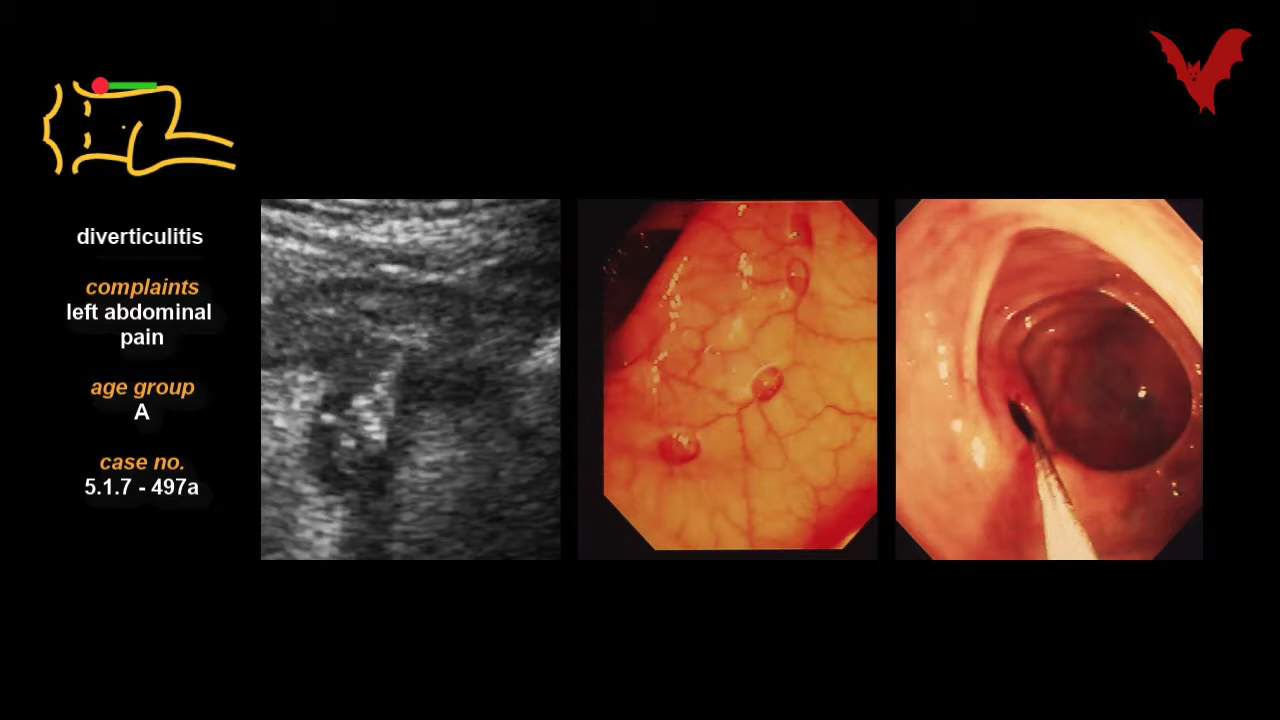 diverticulitis
complaints
left abdominal
pain
age group
A
case no.
5.1.7 - 497a